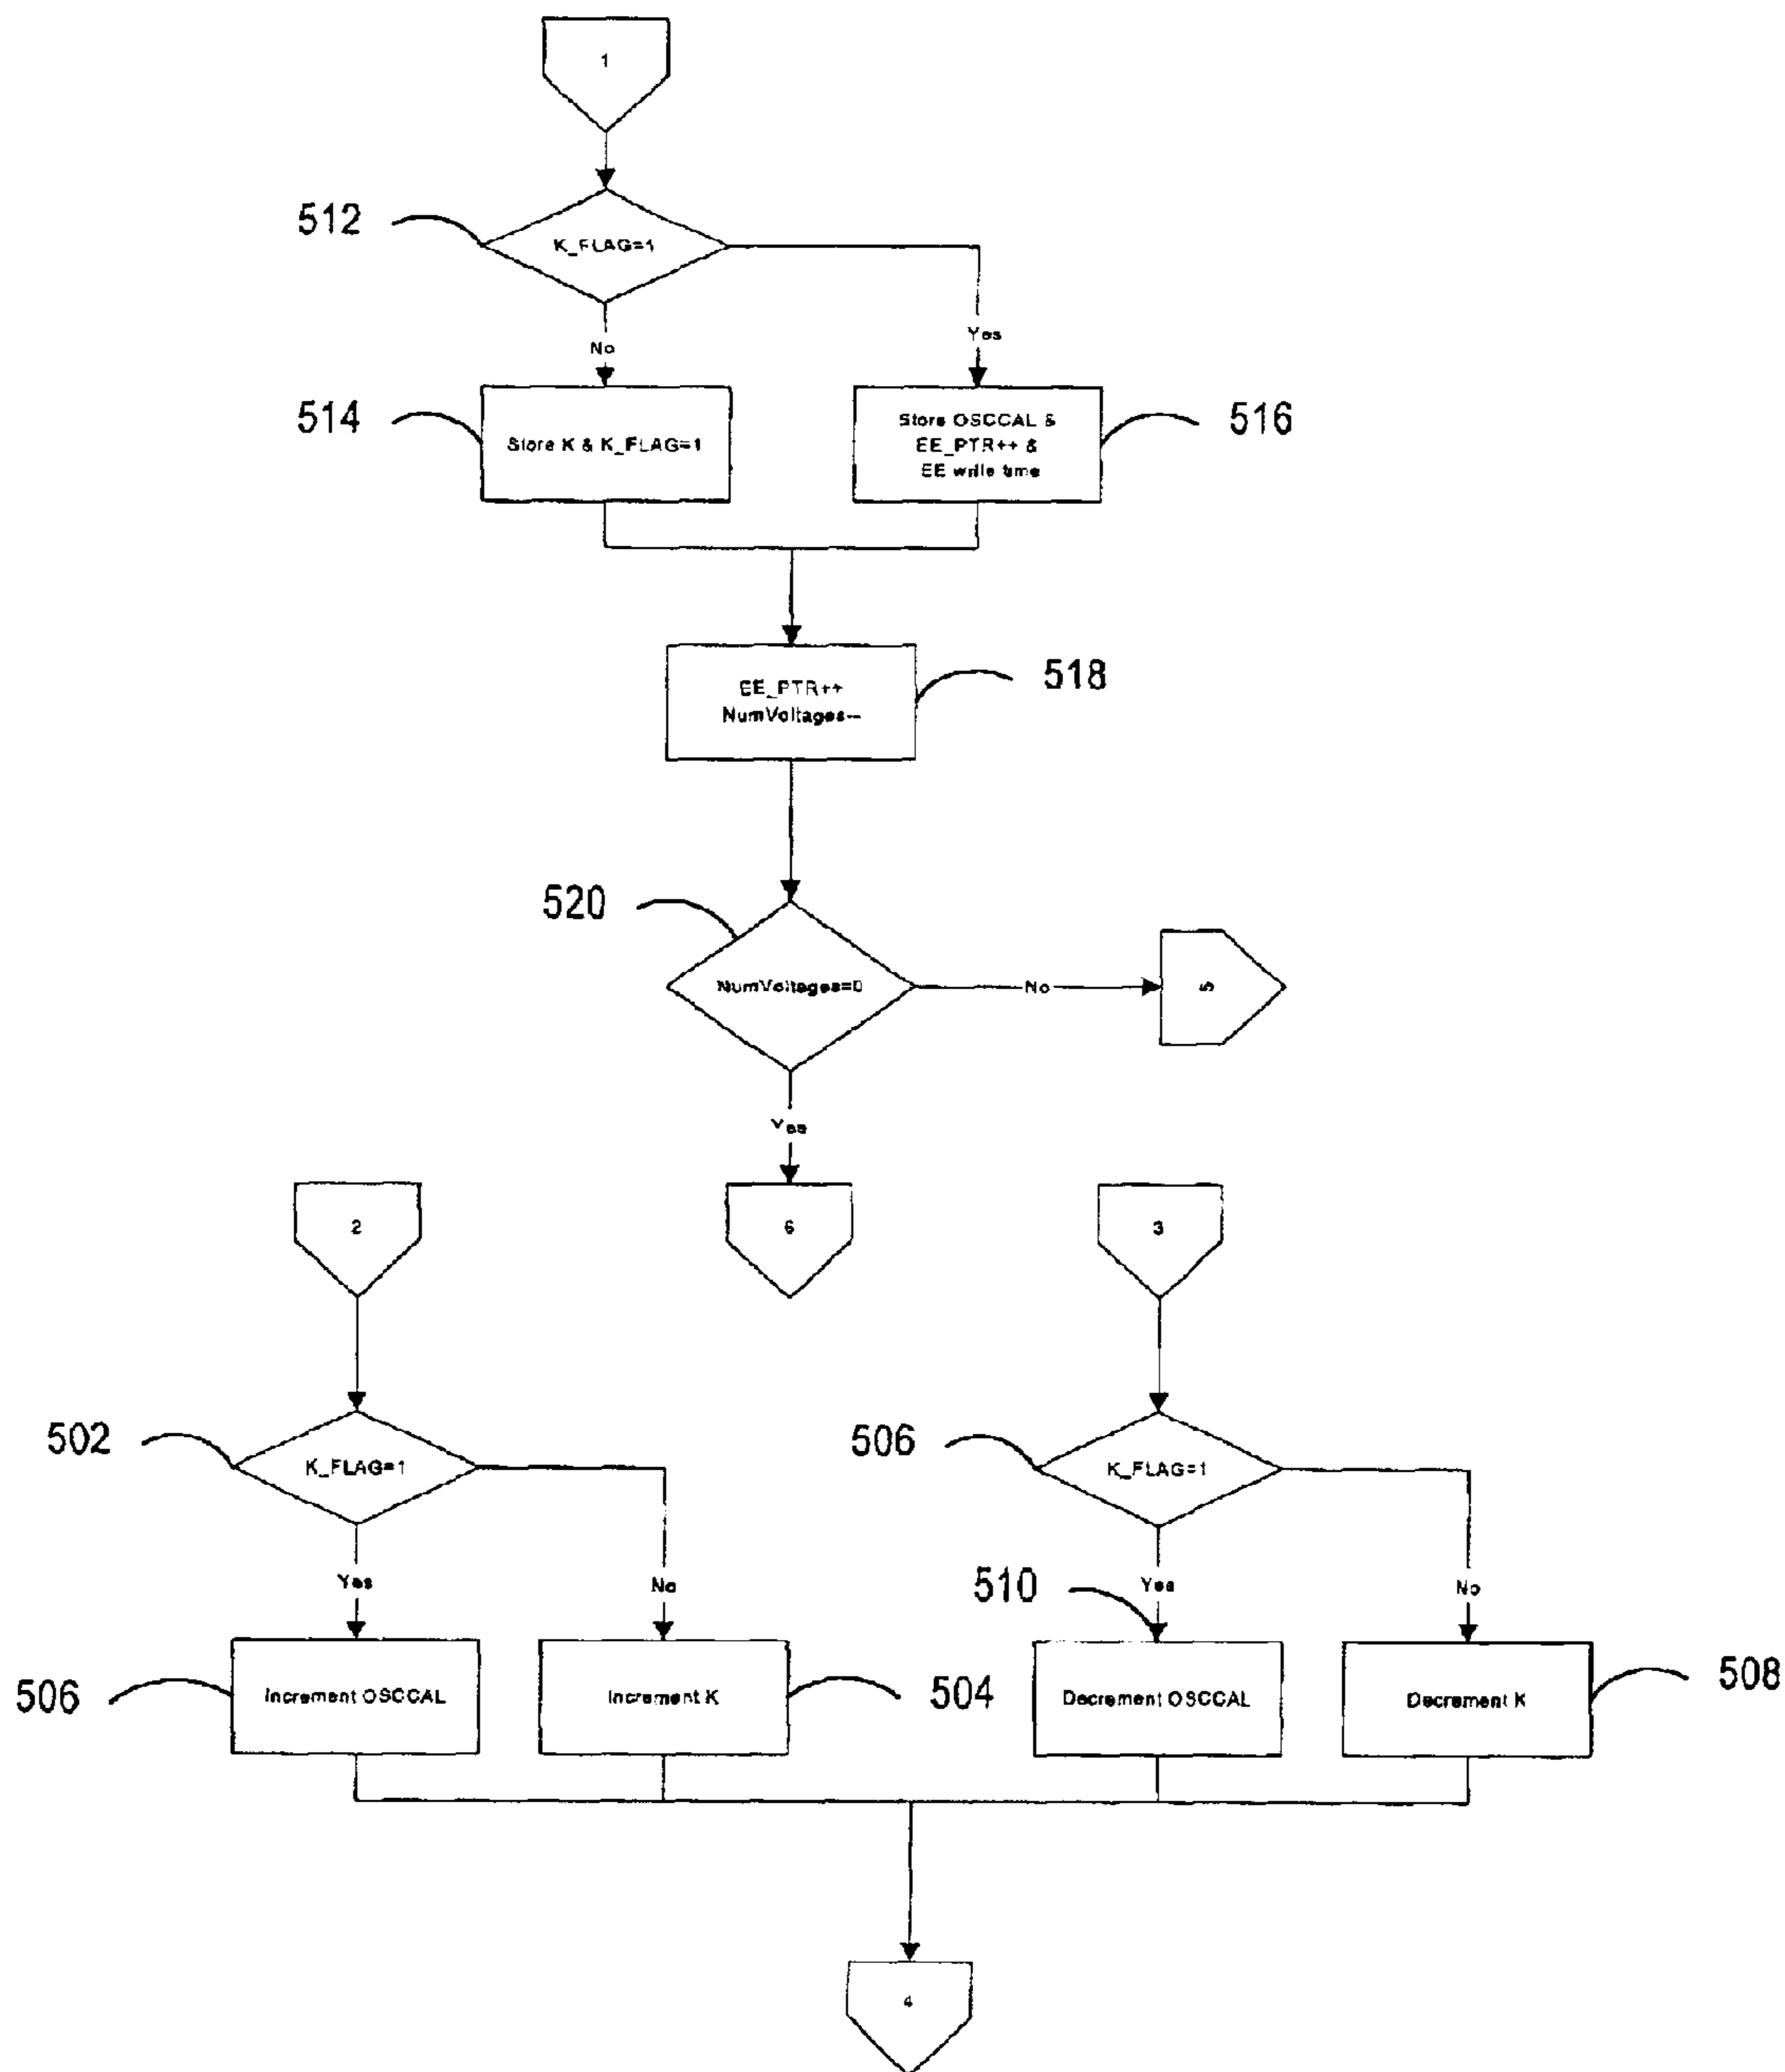 1
512
K_FLAG=1
No
Yes
514
Store K & K_FLAG=1
Store OSCCAL &
EE_PTR++ &
EE write time
516
EE_PTR++
NumVoltages--
518
520
NumVoltages=0
No
5
Yes
2
6
3
502
K_FLAG=1
506
K_FLAG=1
Yes
No
510
Yes
No
506
Increment OSCCAL
Increment K
504
Decrement OSCCAL
Decrement K
508
4